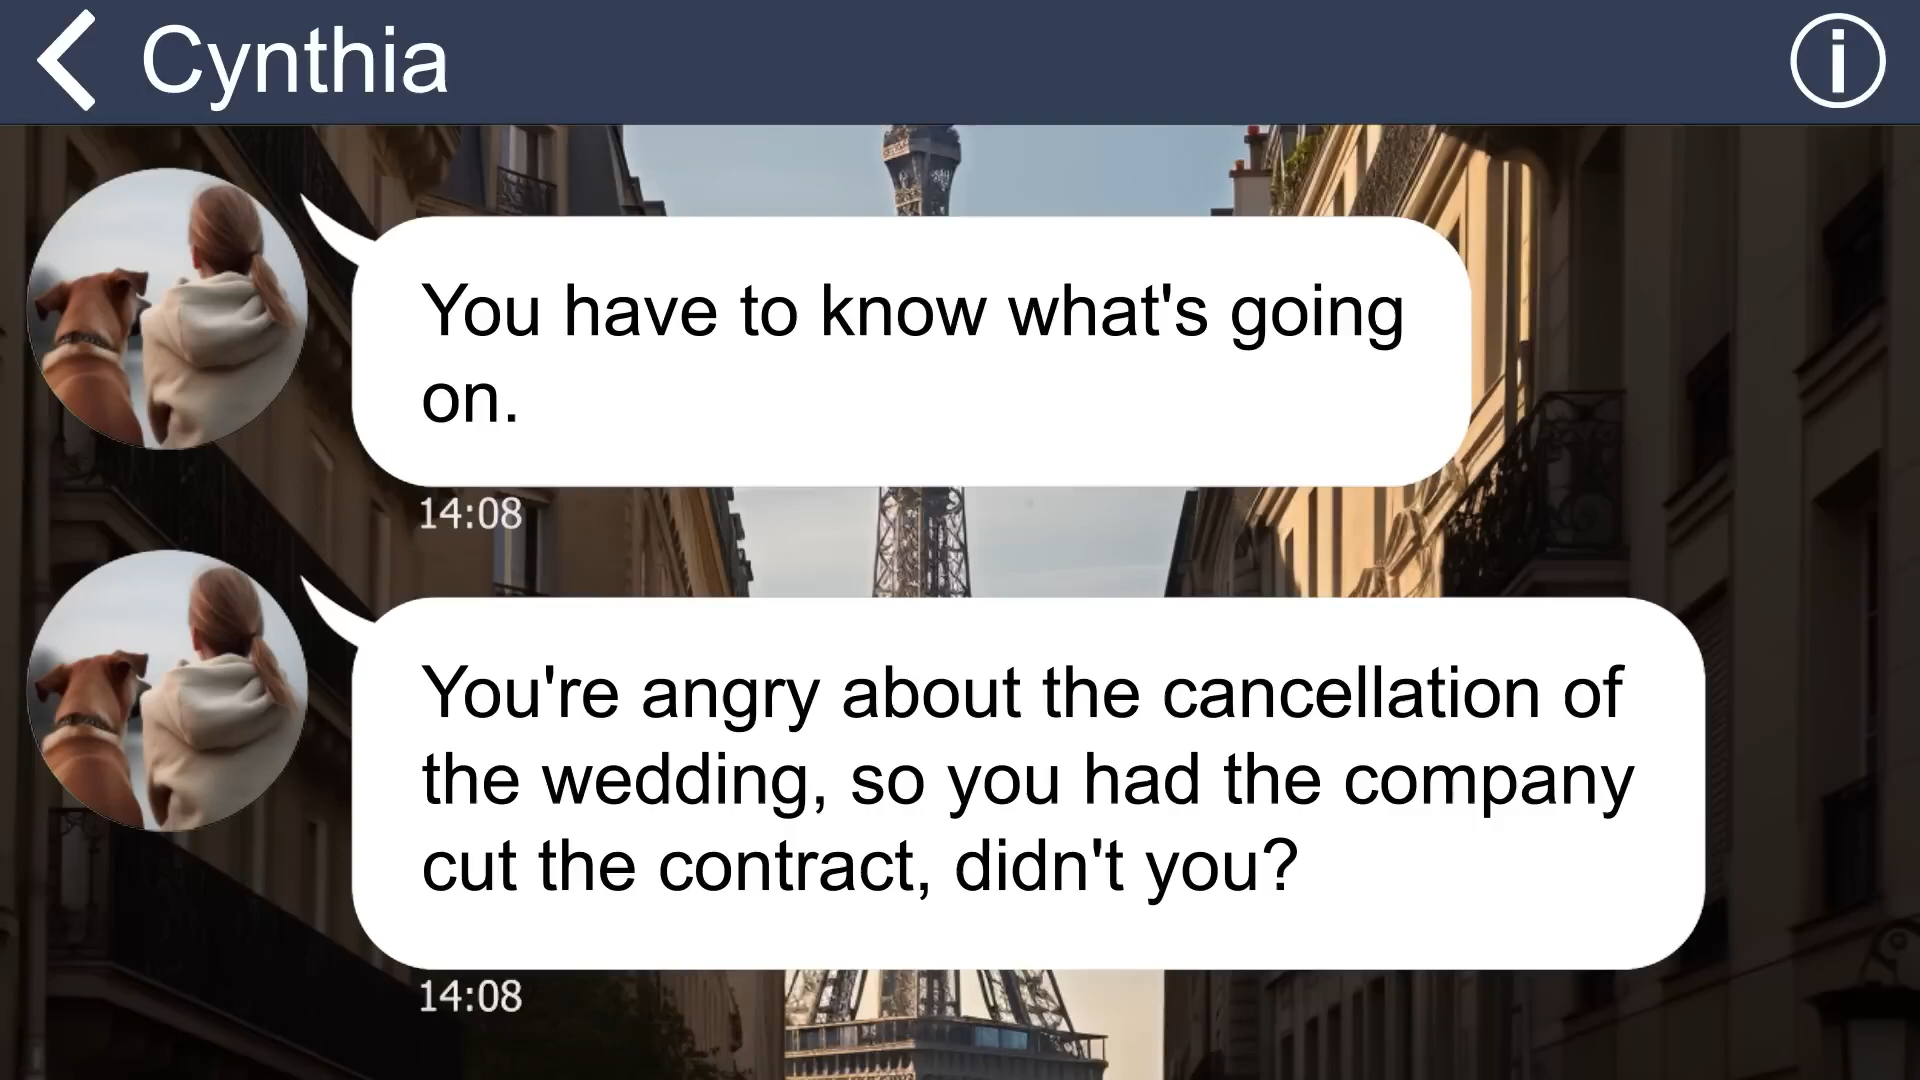 Cynthia
You have to know what's going
on.
14:08
You're angry about the cancellation of
the wedding, so you had the company
cut the contract, didn't you?
14:08